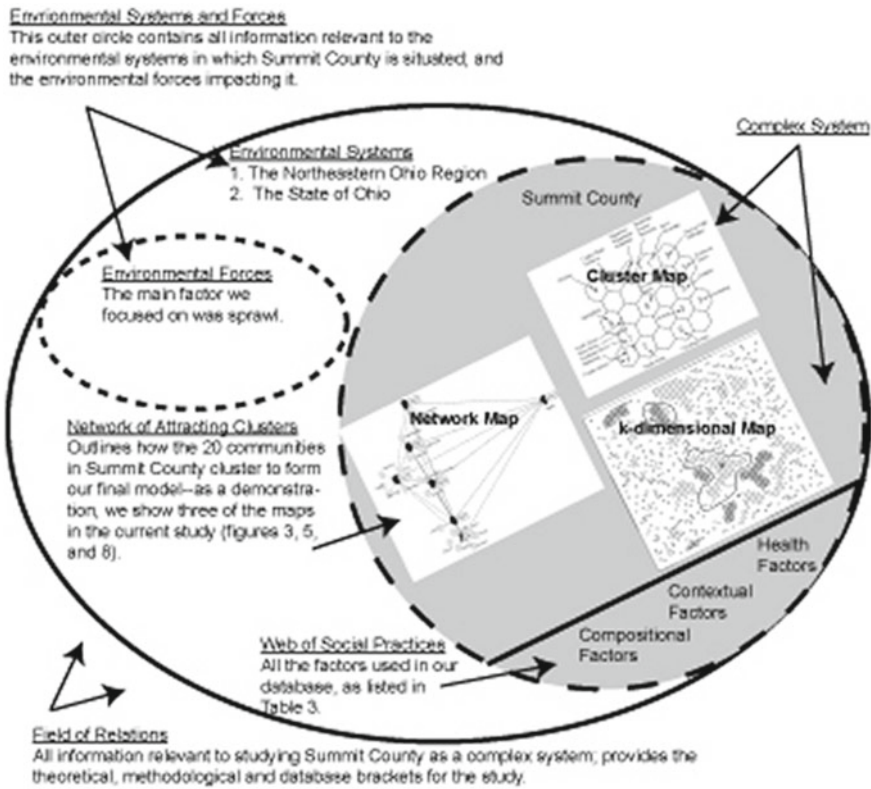 Envrionmental Systems and Forces
This outer circle contains all information relevant to the
environmental systems in which Summit County is situated, and
the environmental forces impacting it.
Complex
System
Environmental Systems
1. The Northeastern Ohio Region
2. The State of Ohio
Summit County
Cluster Map
Environmental Forces
The main factor we
focused on was sprawl.
Network Map
k-dimensional Map
Network of Attracting Clusters
Outlines how the 20 communities
in Summit County cluster to form
our final model--as a demonstra-
tion, we show three of the maps
in the current study (figures 3, 5,
and 8).
Health
Factors
Contextual
Factors
Compositional
Factors
Web of Social Practices
All the factors used in our
database, as listed in
Table 3.
Field of Relations
All information relevant to studying Summit County as a complex system; provides the
theoretical, methodological and database brackets for the study.